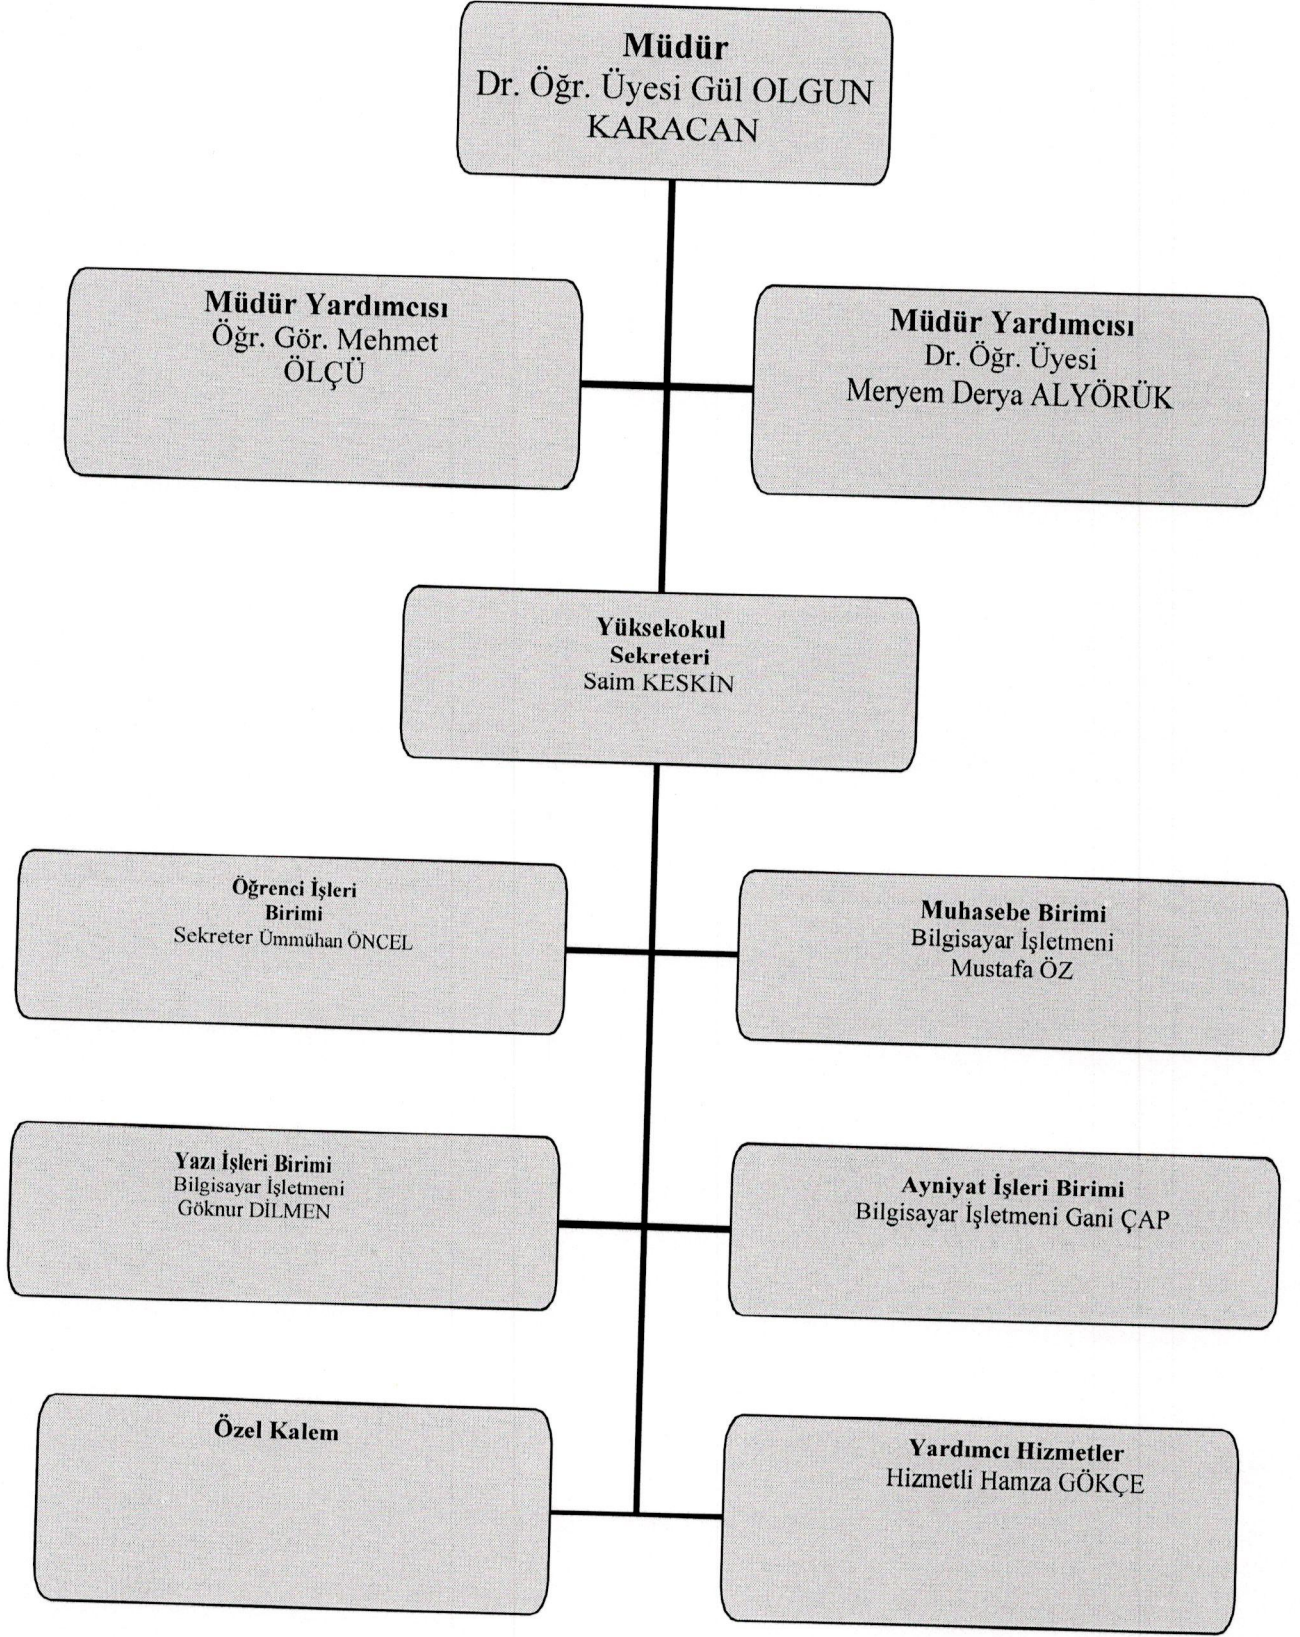 Müdür
Dr. Öğr. Üyesi Gül OLGUN
KARACAN
Müdür Yardımcısı
Öğr. Gör. Mehmet
ÖLÇÜ
Müdür Yardımcısı
Dr. Öğr. Üyesi
Meryem Derya ALYÖRÜK
Yüksekokul
Sekreteri
Saim KESKİN
Öğrenci İşleri
Birimi
Sekreter Ümmühan ÖNCEL
Muhasebe Birimi
Bilgisayar İşletmeni
Mustafa ÖZ
Yazı İşleri Birimi
Bilgisayar İşletmeni
Göknur DİLMEN
Ayniyat İşleri Birimi
Bilgisayar İşletmeni Gani ÇAP
Özel Kalem
Yardımcı Hizmetler
Hizmetli Hamza GÖKÇE